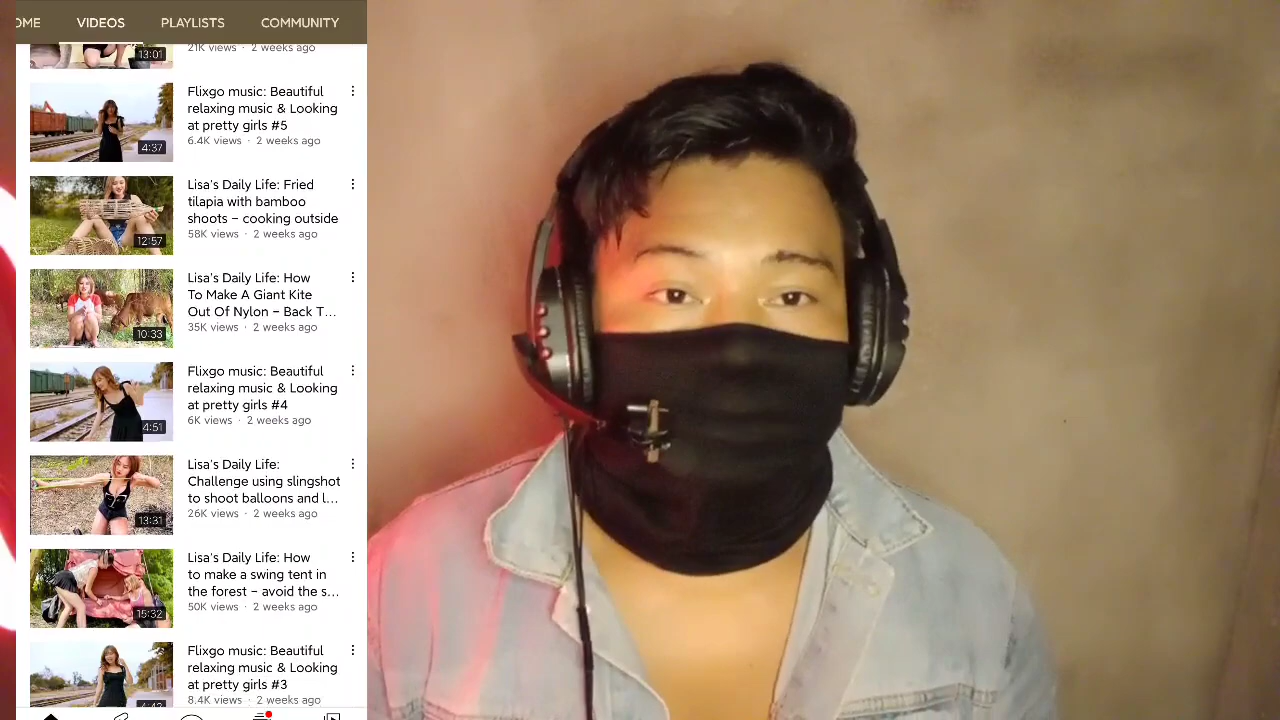 OME VIDEOS PLAYLISTS COMMUNITY
21K views · 2 weeks ago
13:01
Flixgo music: Beautiful
relaxing music & Looking
at pretty girls #5
6.4K views · 2 weeks ago
4:37
Lisa's Daily Life: Fried
tilapia with bamboo
shoots – cooking outside
58K views · 2 weeks ago
12:57
Lisa's Daily Life: How
To Make A Giant Kite
Out Of Nylon – Back T...
35K views · 2 weeks ago
10:33
Flixgo music: Beautiful
relaxing music & Looking
at pretty girls #4
6K views · 2 weeks ago
4:51
Lisa's Daily Life:
Challenge using slingshot
to shoot balloons and l...
26K views · 2 weeks ago
13:31
Lisa's Daily Life: How
to make a swing tent in
the forest – avoid the s...
50K views · 2 weeks ago
15:32
Flixgo music: Beautiful
relaxing music & Looking
at pretty girls #3
8.4K views · 2 weeks ago